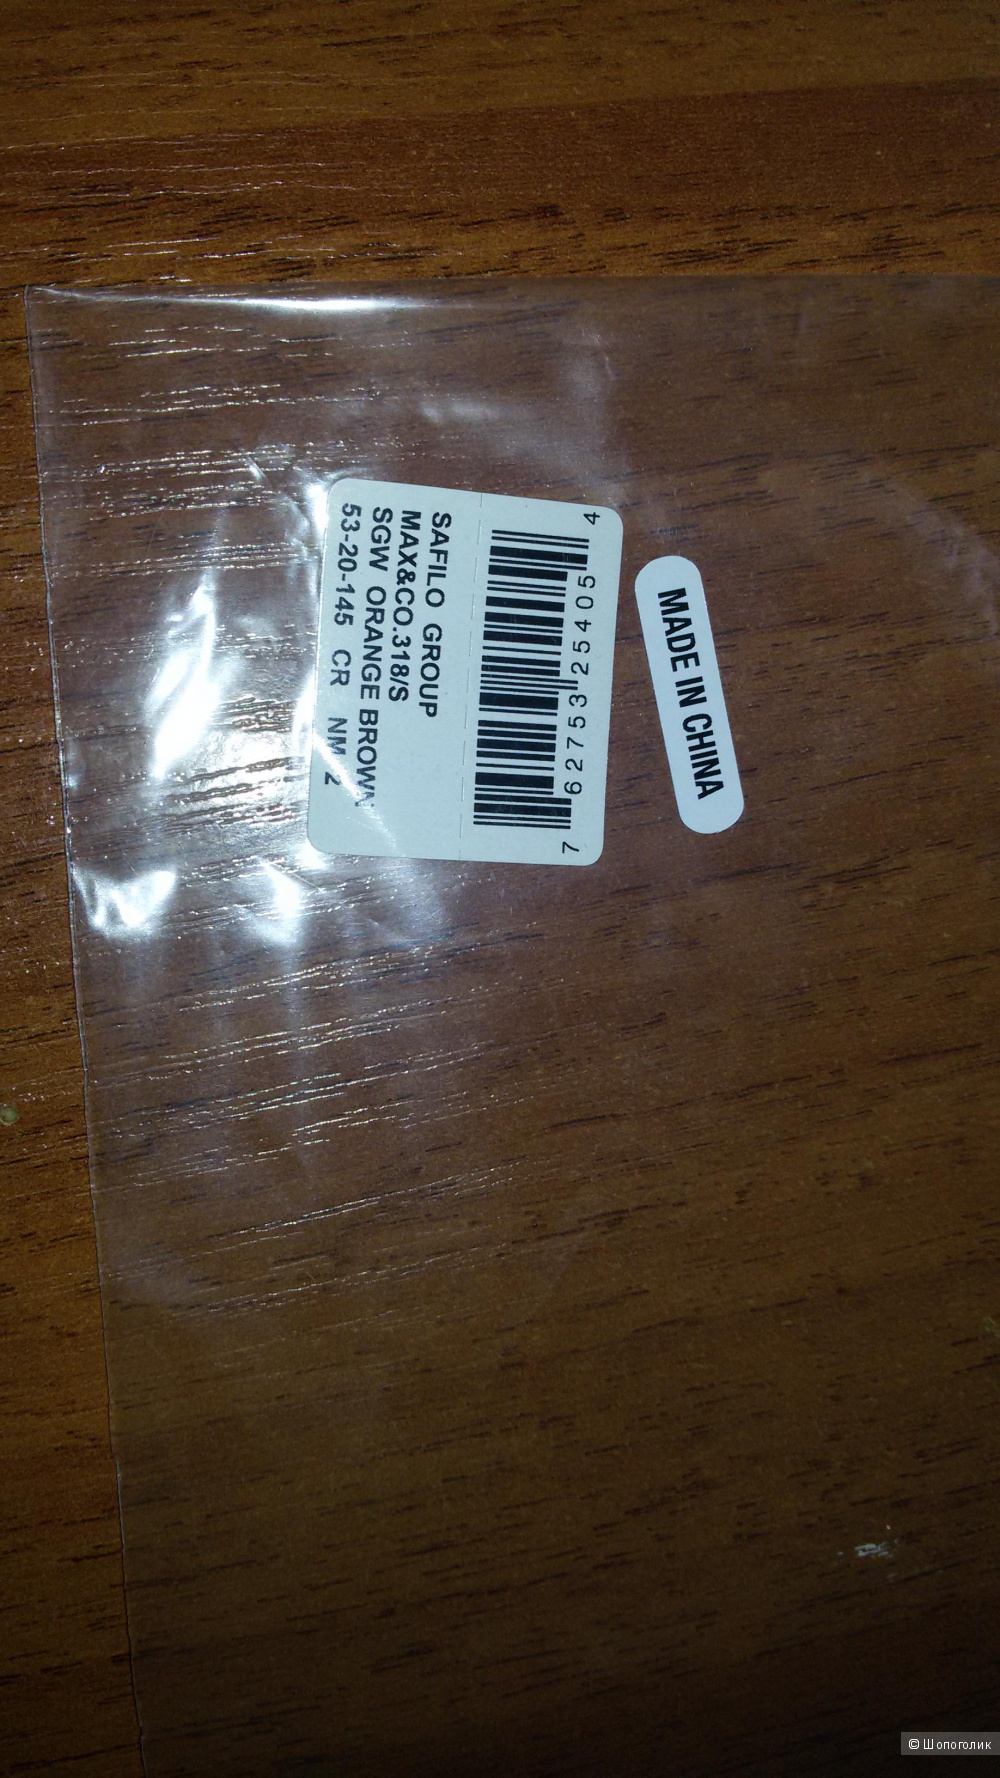 7 62753 25405 4
SAFILO GROUP
MAX&CO.318/S
SGW ORANGE BROWN
53-20-145 CR NM 2
MADE IN CHINA
© Шопоголик